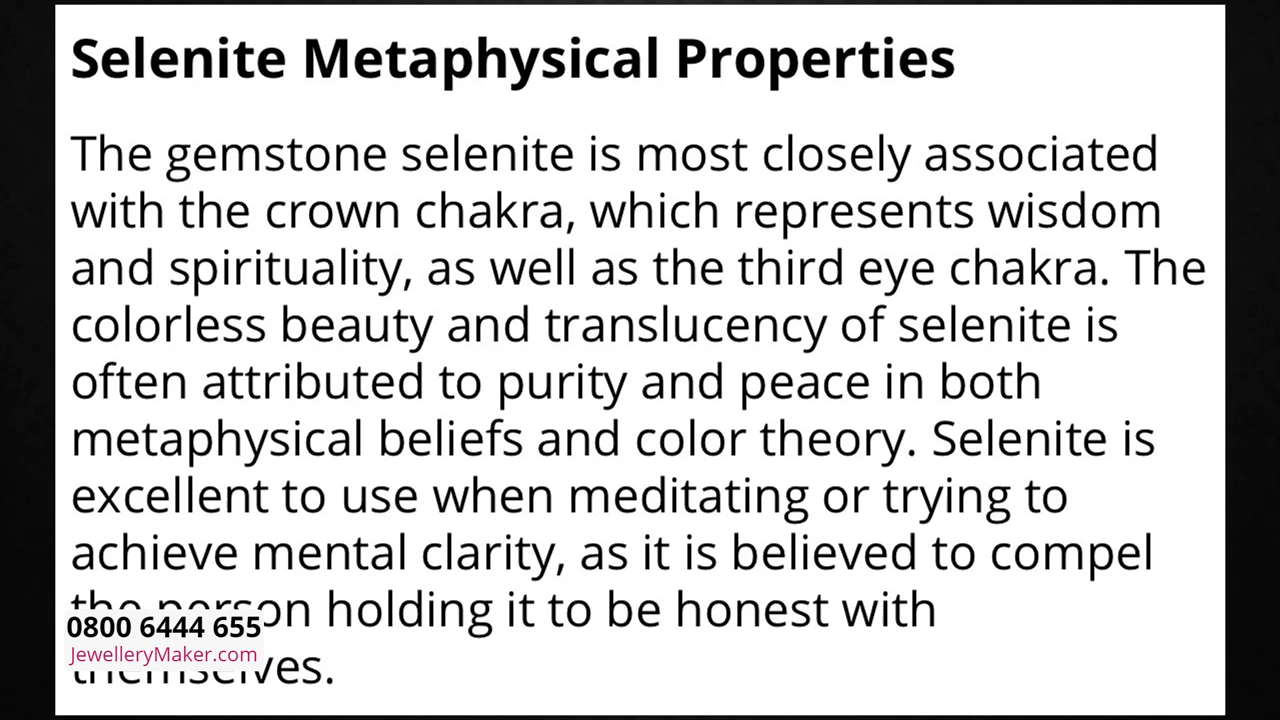 Selenite Metaphysical Properties
The gemstone selenite is most closely associated
with the crown chakra, which represents wisdom
and spirituality, as well as the third eye chakra. The
colorless beauty and translucency of selenite is
often attributed to purity and peace in both
metaphysical beliefs and color theory. Selenite is
excellent to use when meditating or trying to
achieve mental clarity, as it is believed to compel
the person holding it to be honest with
0800 6444 655
JewelleryMaker.com
themselves.